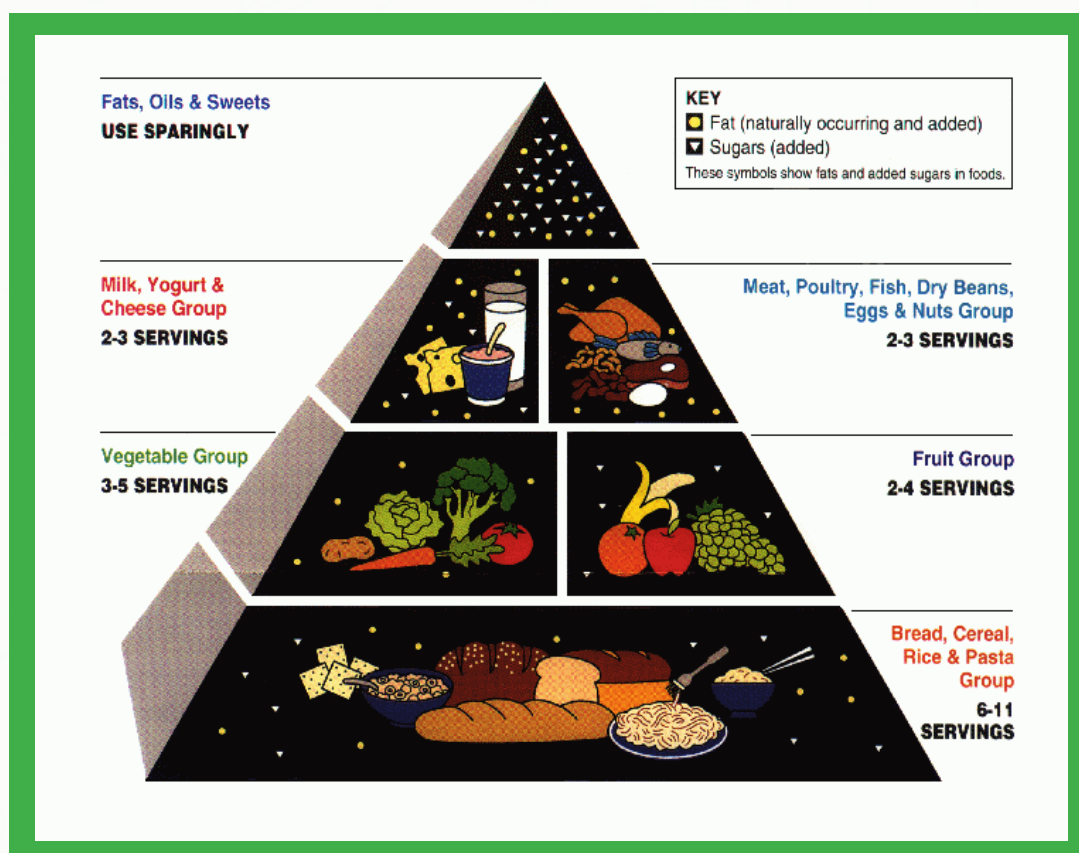 Fats, Oils & Sweets
USE SPARINGLY
KEY
Fat (naturally occurring and added)
Sugars (added)
These symbols show fats and added sugars in foods.
Milk, Yogurt &
Cheese Group
2-3 SERVINGS
Meat, Poultry, Fish, Dry Beans,
Eggs & Nuts Group
2-3 SERVINGS
Vegetable Group
3-5 SERVINGS
Fruit Group
2-4 SERVINGS
Bread, Cereal,
Rice & Pasta
Group
6-11
SERVINGS